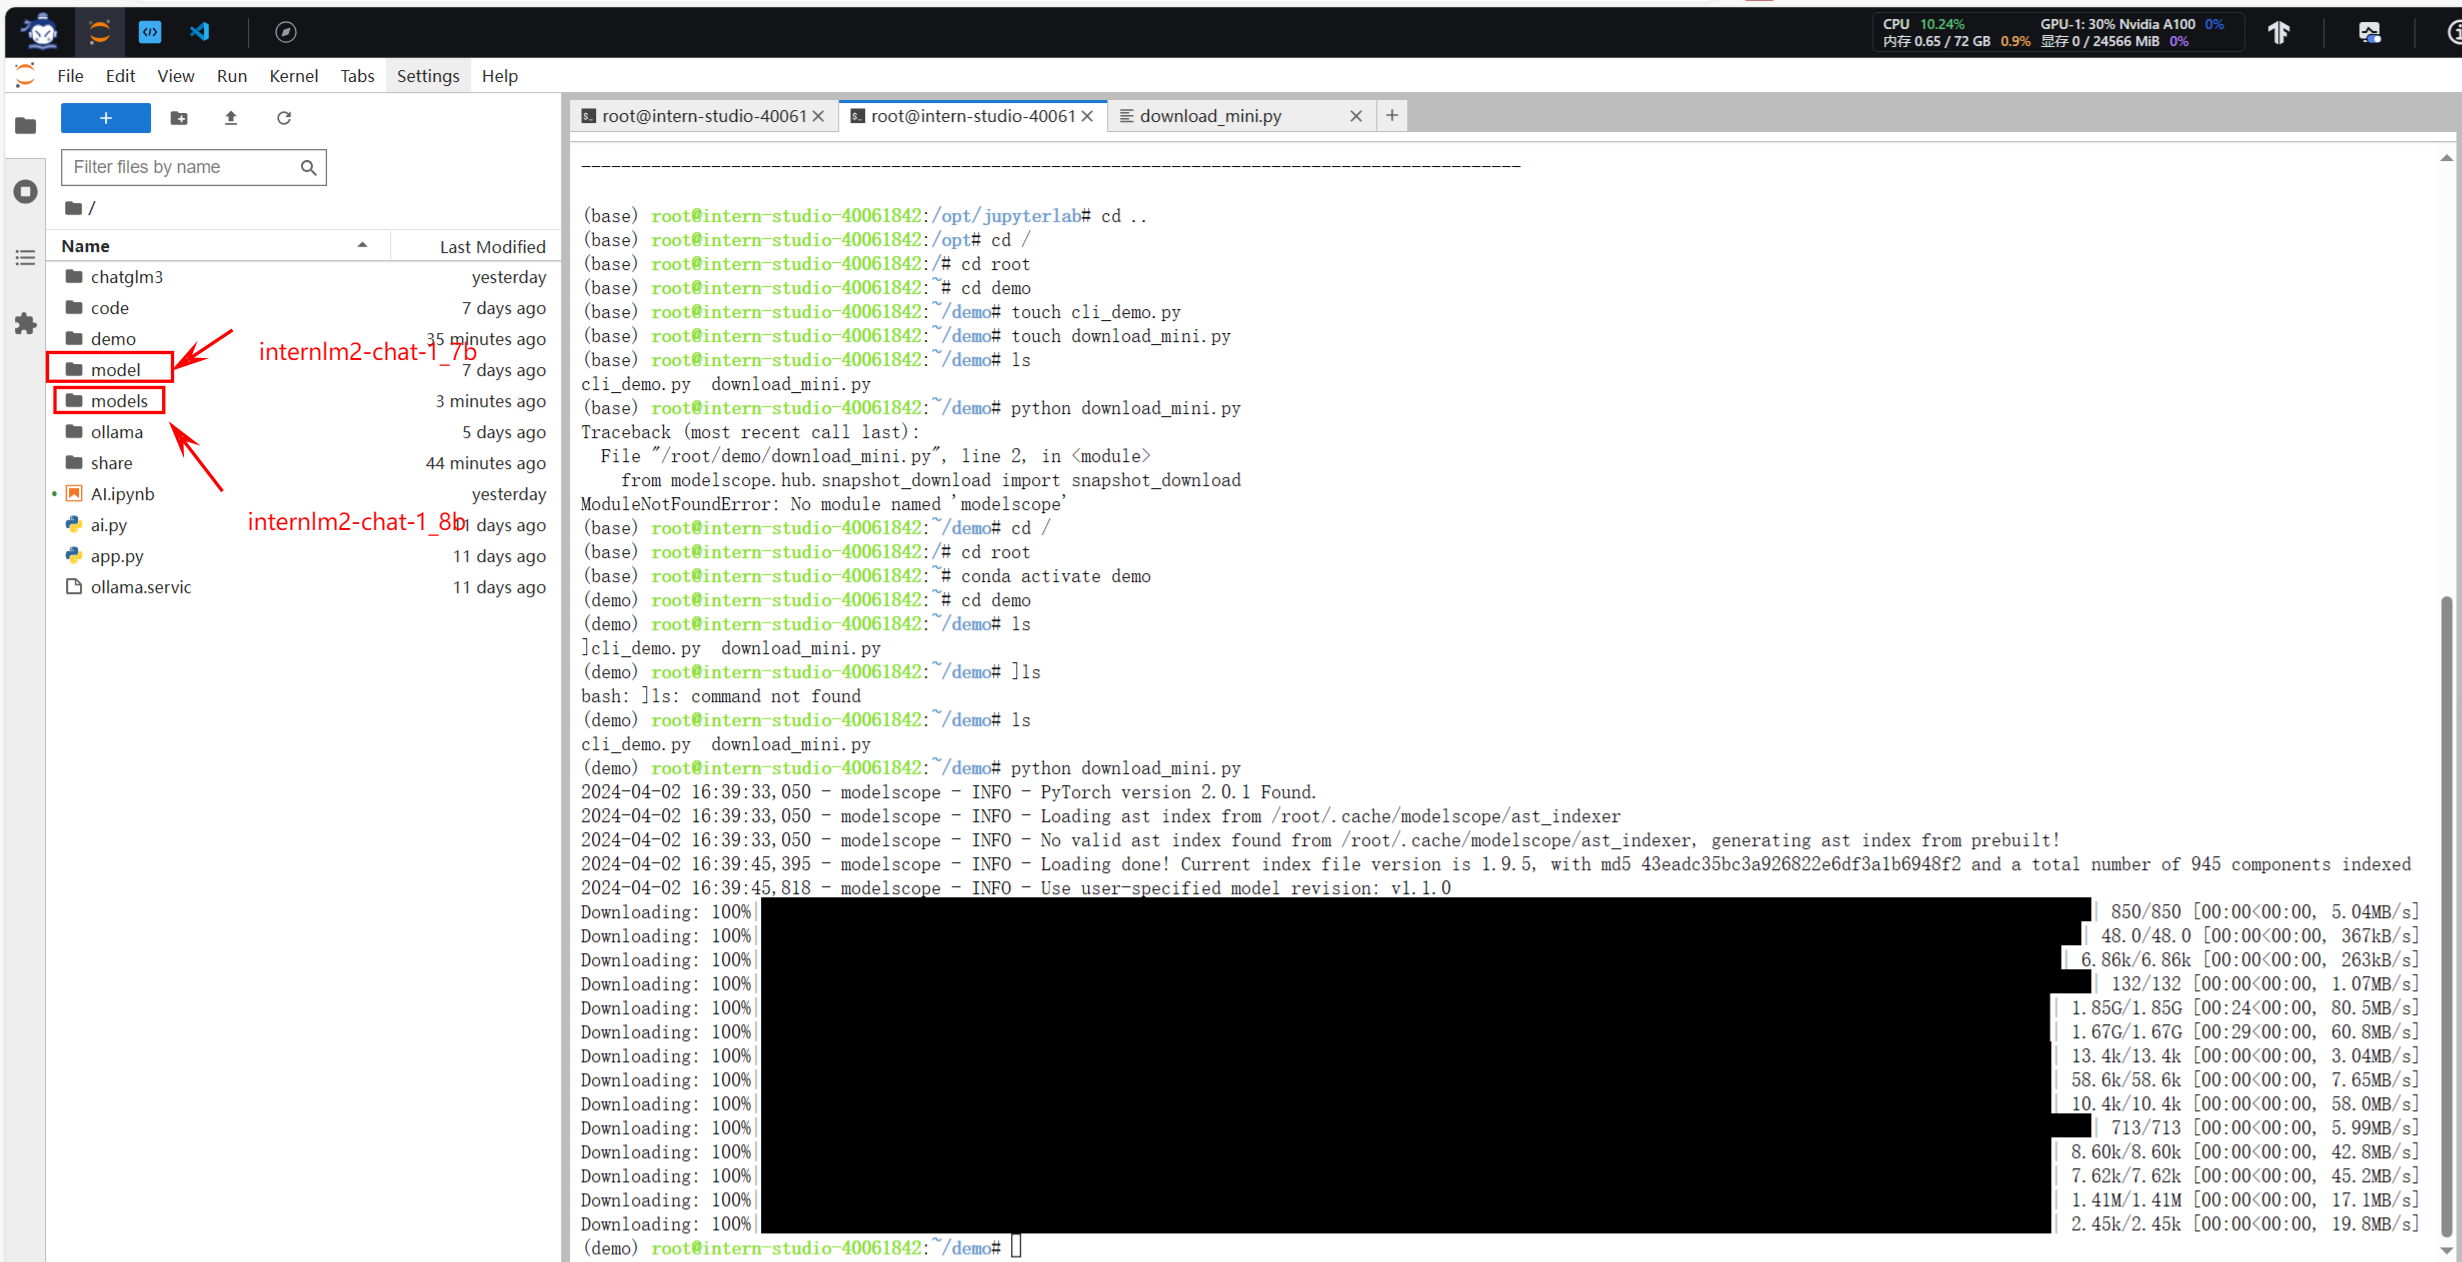 CPU 10.24%
内存 0.65 / 72 GB 0.9%
GPU-1: 30% Nvidia A100 0%
显存 0 / 24566 MiB 0%
File Edit View Run Kernel Tabs Settings Help
Filter files by name
/
Name Last Modified
chatglm3 yesterday
code 7 days ago
demo 35 minutes ago
internlm2-chat-1_7b
model 7 days ago
models 3 minutes ago
ollama 5 days ago
share 44 minutes ago
AI.ipynb yesterday
internlm2-chat-1_8b
ai.py 11 days ago
app.py 11 days ago
ollama.servic 11 days ago
root@intern-studio-40061 root@intern-studio-40061 download_mini.py
(base) root@intern-studio-40061842:/opt/jupyterlab# cd ..
(base) root@intern-studio-40061842:/opt# cd /
(base) root@intern-studio-40061842:/# cd root
(base) root@intern-studio-40061842:~# cd demo
(base) root@intern-studio-40061842:~/demo# touch cli_demo.py
(base) root@intern-studio-40061842:~/demo# touch download_mini.py
(base) root@intern-studio-40061842:~/demo# ls
cli_demo.py  download_mini.py
(base) root@intern-studio-40061842:~/demo# python download_mini.py
Traceback (most recent call last):
  File "/root/demo/download_mini.py", line 2, in <module>
    from modelscope.hub.snapshot_download import snapshot_download
ModuleNotFoundError: No module named 'modelscope'
(base) root@intern-studio-40061842:~/demo# cd /
(base) root@intern-studio-40061842:/# cd root
(base) root@intern-studio-40061842:~# conda activate demo
(demo) root@intern-studio-40061842:~# cd demo
(demo) root@intern-studio-40061842:~/demo# ls
]cli_demo.py  download_mini.py
(demo) root@intern-studio-40061842:~/demo# ]ls
bash: ]ls: command not found
(demo) root@intern-studio-40061842:~/demo# ls
cli_demo.py  download_mini.py
(demo) root@intern-studio-40061842:~/demo# python download_mini.py
2024-04-02 16:39:33,050 - modelscope - INFO - PyTorch version 2.0.1 Found.
2024-04-02 16:39:33,050 - modelscope - INFO - Loading ast index from /root/.cache/modelscope/ast_indexer
2024-04-02 16:39:33,050 - modelscope - INFO - No valid ast index found from /root/.cache/modelscope/ast_indexer, generating ast index from prebuilt!
2024-04-02 16:39:45,395 - modelscope - INFO - Loading done! Current index file version is 1.9.5, with md5 43eadc35bc3a926822e6df3a1b6948f2 and a total number of 945 components indexed
2024-04-02 16:39:45,818 - modelscope - INFO - Use user-specified model revision: v1.1.0
Downloading: 100%| | 850/850 [00:00<00:00, 5.04MB/s]
Downloading: 100%| | 48.0/48.0 [00:00<00:00, 367kB/s]
Downloading: 100%| | 6.86k/6.86k [00:00<00:00, 263kB/s]
Downloading: 100%| | 132/132 [00:00<00:00, 1.07MB/s]
Downloading: 100%| | 1.85G/1.85G [00:24<00:00, 80.5MB/s]
Downloading: 100%| | 1.67G/1.67G [00:29<00:00, 60.8MB/s]
Downloading: 100%| | 13.4k/13.4k [00:00<00:00, 3.04MB/s]
Downloading: 100%| | 58.6k/58.6k [00:00<00:00, 7.65MB/s]
Downloading: 100%| | 10.4k/10.4k [00:00<00:00, 58.0MB/s]
Downloading: 100%| | 713/713 [00:00<00:00, 5.99MB/s]
Downloading: 100%| | 8.60k/8.60k [00:00<00:00, 42.8MB/s]
Downloading: 100%| | 7.62k/7.62k [00:00<00:00, 45.2MB/s]
Downloading: 100%| | 1.41M/1.41M [00:00<00:00, 17.1MB/s]
Downloading: 100%| | 2.45k/2.45k [00:00<00:00, 19.8MB/s]
(demo) root@intern-studio-40061842:~/demo#